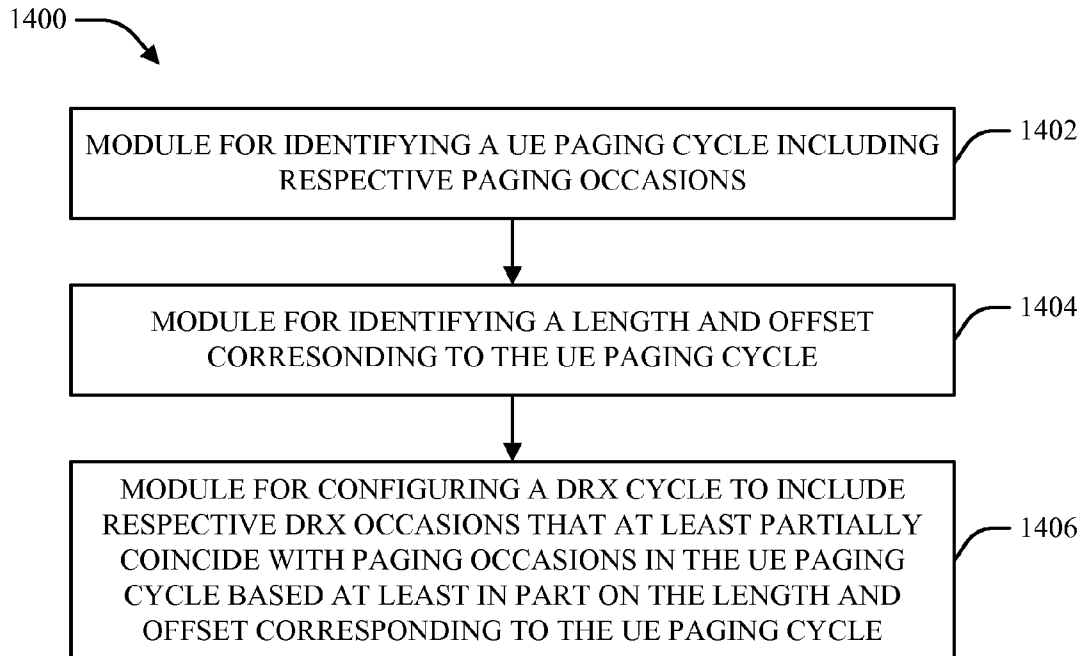 1400
MODULE FOR IDENTIFYING A UE PAGING CYCLE INCLUDING
RESPECTIVE PAGING OCCASIONS
1402
MODULE FOR IDENTIFYING A LENGTH AND OFFSET
CORRESONDING TO THE UE PAGING CYCLE
1404
MODULE FOR CONFIGURING A DRX CYCLE TO INCLUDE
RESPECTIVE DRX OCCASIONS THAT AT LEAST PARTIALLY
COINCIDE WITH PAGING OCCASIONS IN THE UE PAGING
CYCLE BASED AT LEAST IN PART ON THE LENGTH AND
OFFSET CORRESPONDING TO THE UE PAGING CYCLE
1406